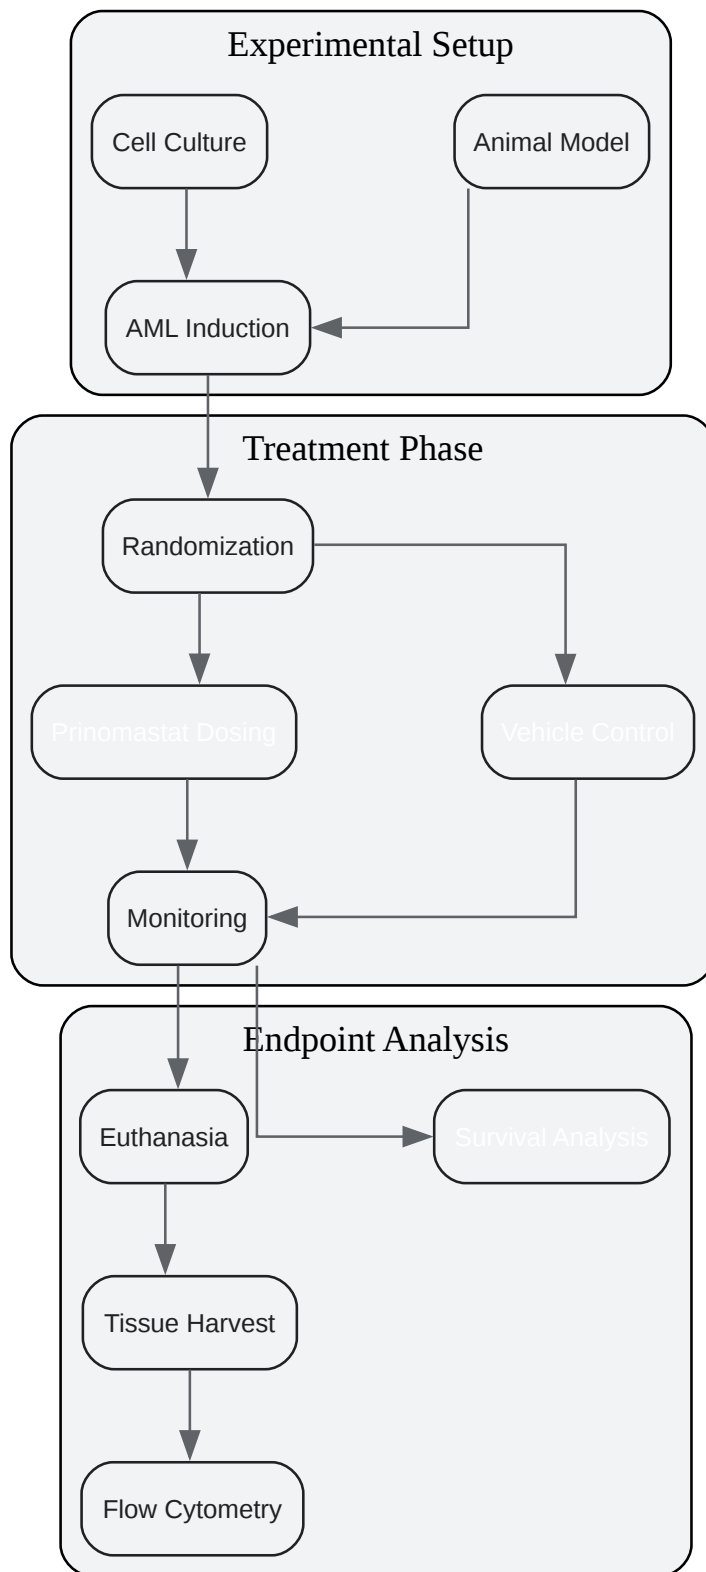 Experimental Setup
Cell Culture
Animal Model
AML Induction
Treatment Phase
Randomization
Prinomastat Dosing
Vehicle Control
Monitoring
Endpoint Analysis
Euthanasia
Survival Analysis
Tissue Harvest
Flow Cytometry